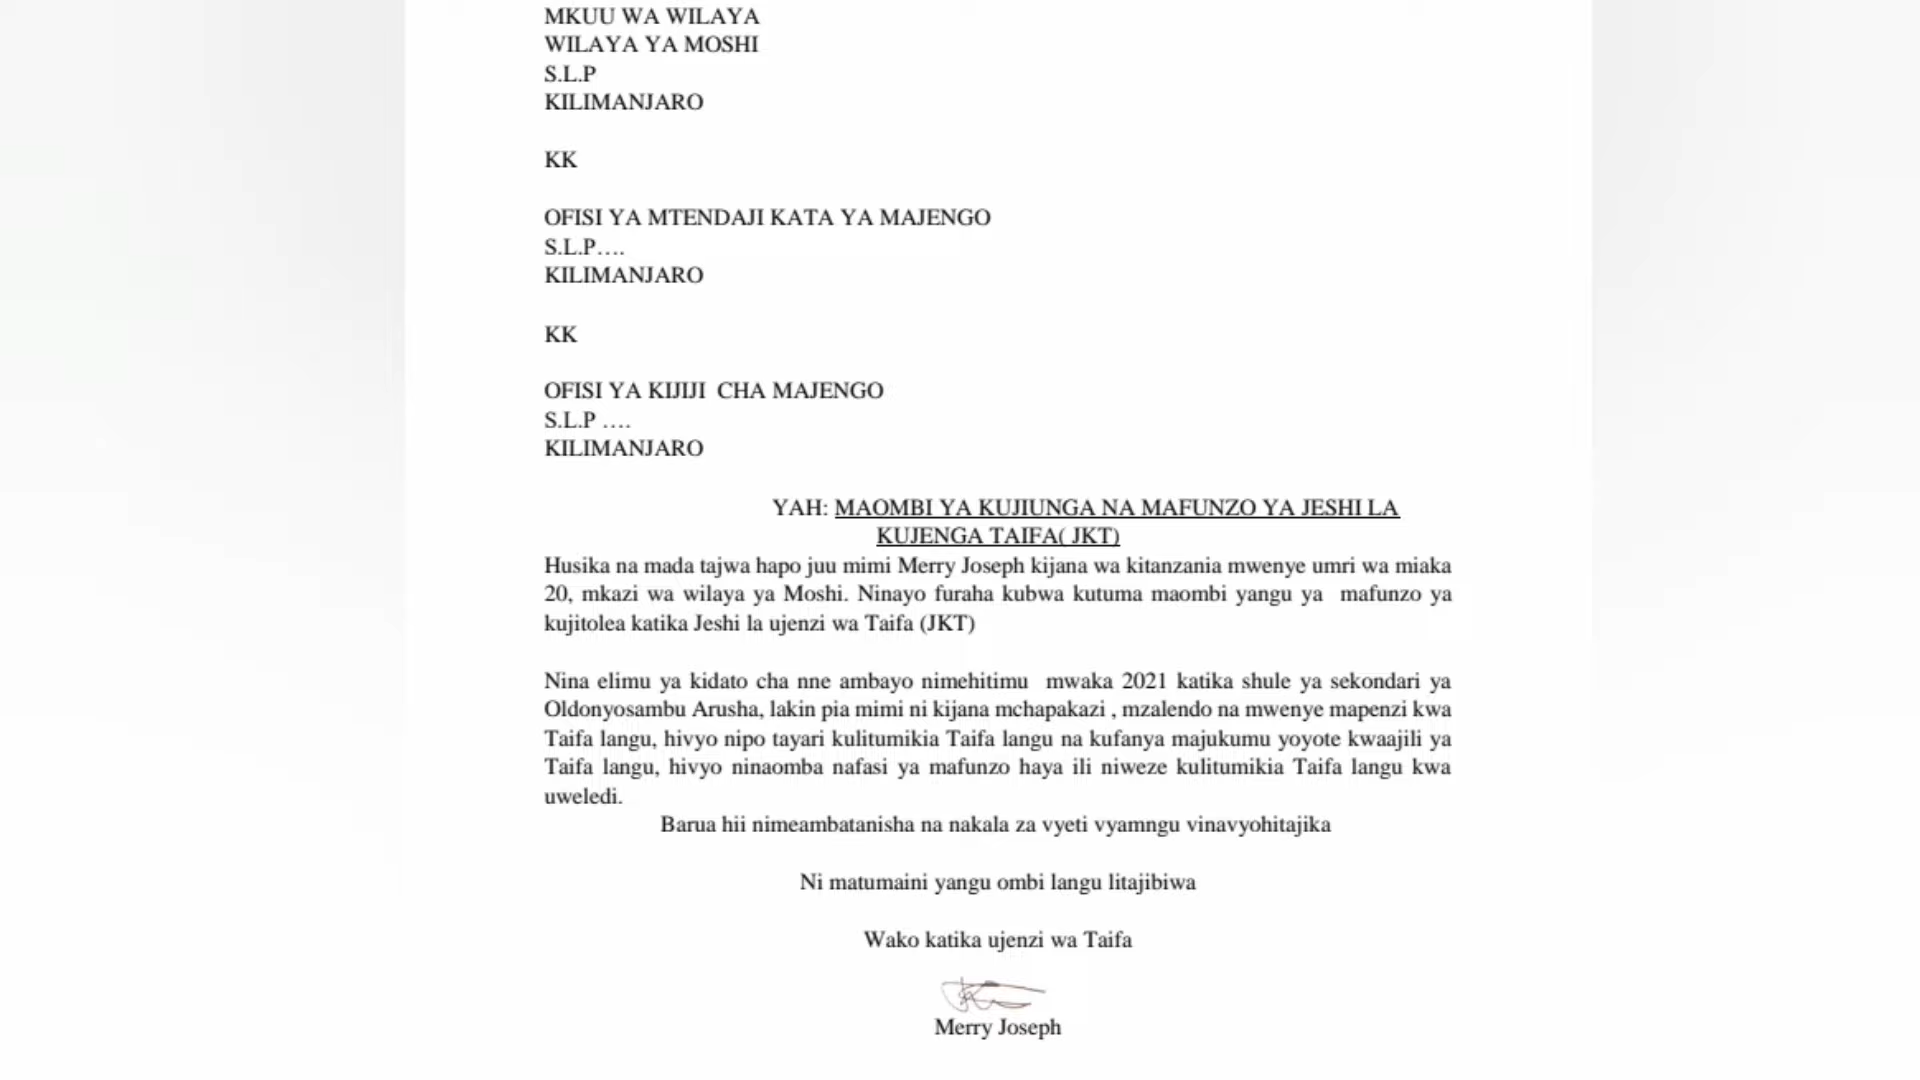 MKUU WA WILAYA
WILAYA YA MOSHI
S.L.P
KILIMANJARO
KK
OFISI YA MTENDAJI KATA YA MAJENGO
S.L.P….
KILIMANJARO
KK
OFISI YA KIJIJI CHA MAJENGO
S.L.P ….
KILIMANJARO
YAH: MAOMBI YA KUJIUNGA NA MAFUNZO YA JESHI LA
KUJENGA TAIFA( JKT)
Husika na mada tajwa hapo juu mimi Merry Joseph kijana wa kitanzania mwenye umri wa miaka
20, mkazi wa wilaya ya Moshi. Ninayo furaha kubwa kutuma maombi yangu ya mafunzo ya
kujitolea katika Jeshi la ujenzi wa Taifa (JKT)
Nina elimu ya kidato cha nne ambayo nimehitimu mwaka 2021 katika shule ya sekondari ya
Oldonyosambu Arusha, lakin pia mimi ni kijana mchapakazi , mzalendo na mwenye mapenzi kwa
Taifa langu, hivyo nipo tayari kulitumikia Taifa langu na kufanya majukumu yoyote kwaajili ya
Taifa langu, hivyo ninaomba nafasi ya mafunzo haya ili niweze kulitumikia Taifa langu kwa
uweledi.
Barua hii nimeambatanisha na nakala za vyeti vyamngu vinavyohitajika
Ni matumaini yangu ombi langu litajibiwa
Wako katika ujenzi wa Taifa
Merry Joseph